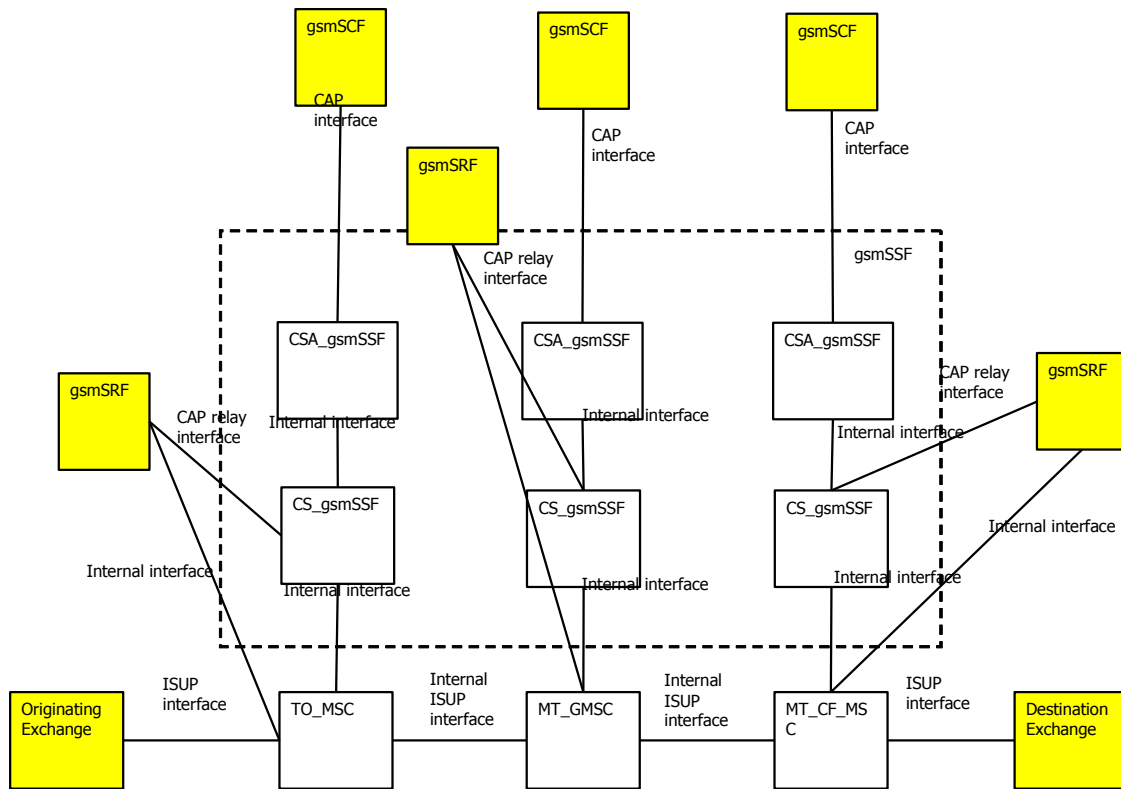 gsmSCF
gsmSCF
gsmSCF
CAP
interface
CAP
interface
CAP
interface
gsmSRF
CAP relay
interface
gsmSSF
CSA_gsmSSF
CSA_gsmSSF
CSA_gsmSSF
gsmSRF
CAP relay
interface
gsmSRF
CAP relay
interface
Internal interface
Internal interface
Internal interface
CS_gsmSSF
CS_gsmSSF
CS_gsmSSF
Internal interface
Internal interface
Internal interface
Internal interface
Internal interface
Originating
Exchange
ISUP
interface
TO_MSC
Internal
ISUP
interface
MT_GMSC
Internal
ISUP
interface
MT_CF_MS
C
ISUP
interface
Destination
Exchange